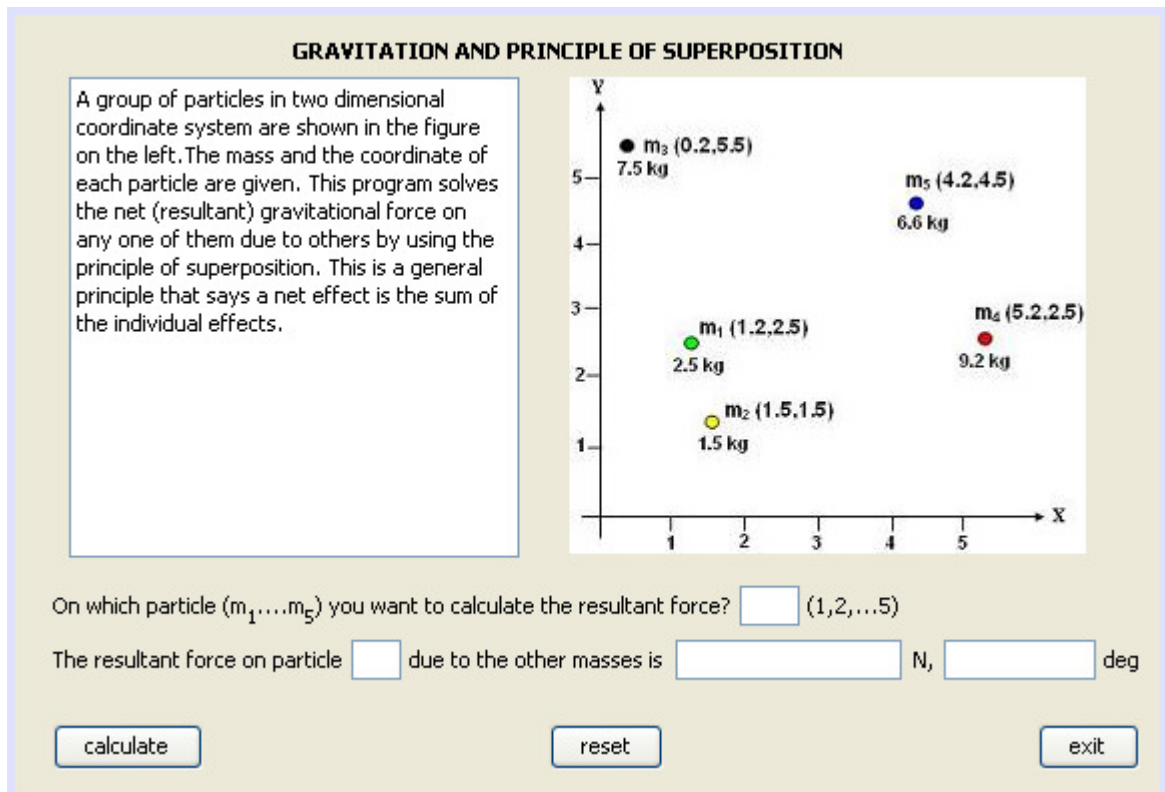 GRAVITATION AND PRINCIPLE OF SUPERPOSITION
A group of particles in two dimensional
coordinate system are shown in the figure
on the left.The mass and the coordinate of
each particle are given. This program solves
the net (resultant) gravitational force on
any one of them due to others by using the
principle of superposition. This is a general
principle that says a net effect is the sum of
the individual effects.
Y
m₃ (0.2,5.5)
7.5 kg
5
m₅ (4.2,4.5)
6.6 kg
4
3
m₄ (5.2,2.5)
m₁ (1.2,2.5)
9.2 kg
2.5 kg
2
m₂ (1.5,1.5)
1.5 kg
1
X
1 2 3 4 5
On which particle (m₁....m₅) you want to calculate the resultant force? (1,2,...5)
The resultant force on particle due to the other masses is N, deg
calculate reset exit